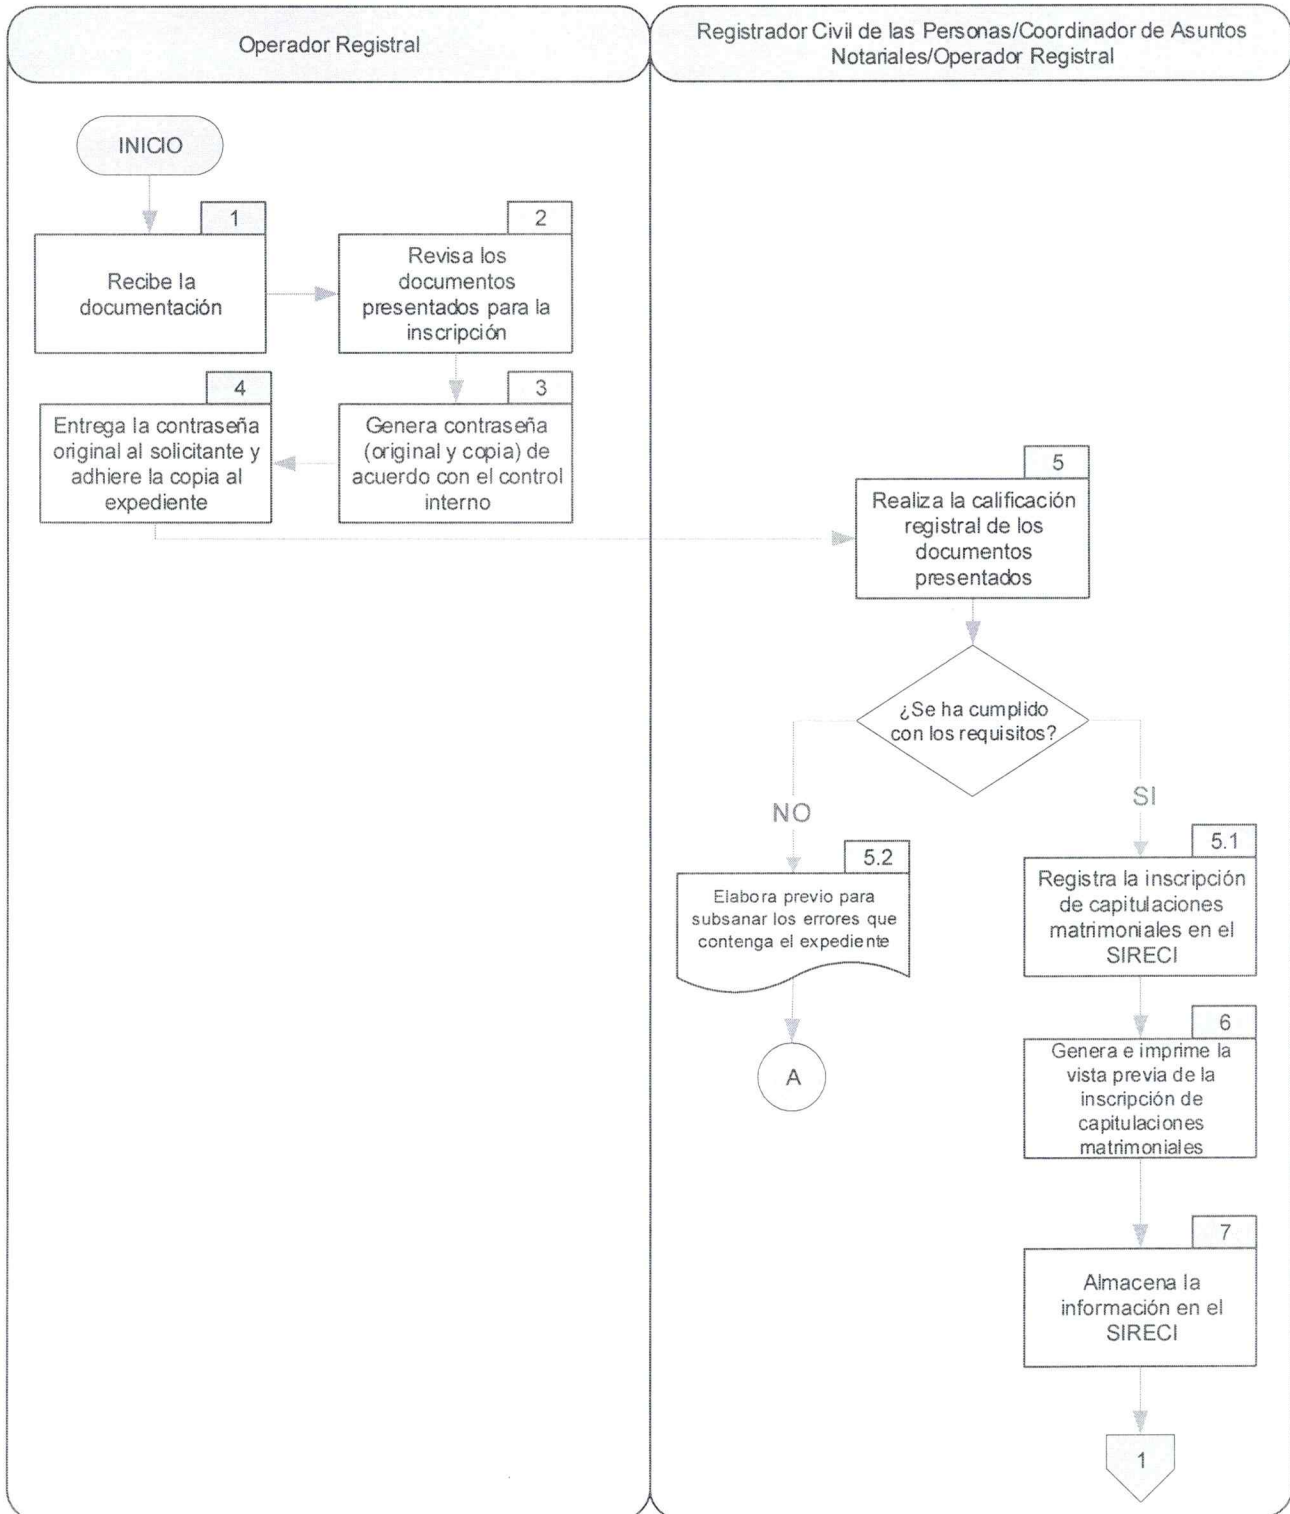 Operador Registral
Registrador Civil de las Personas/Coordinador de Asuntos
Notariales/Operador Registral
INICIO
1
Recibe la
documentación
2
Revisa los
documentos
presentados para la
inscripción
3
Genera contraseña
(original y copia) de
acuerdo con el control
interno
4
Entrega la contraseña
original al solicitante y
adhiere la copia al
expediente
5
Realiza la calificación
registral de los
documentos
presentados
¿Se ha cumplido
con los requisitos?
NO
SI
5.2
Elabora previo para
subsanar los errores que
contenga el expediente
A
5.1
Registra la inscripción
de capitulaciones
matrimoniales en el
SIRECI
6
Genera e imprime la
vista previa de la
inscripción de
capitulaciones
matrimoniales
7
Almacena la
información en el
SIRECI
1